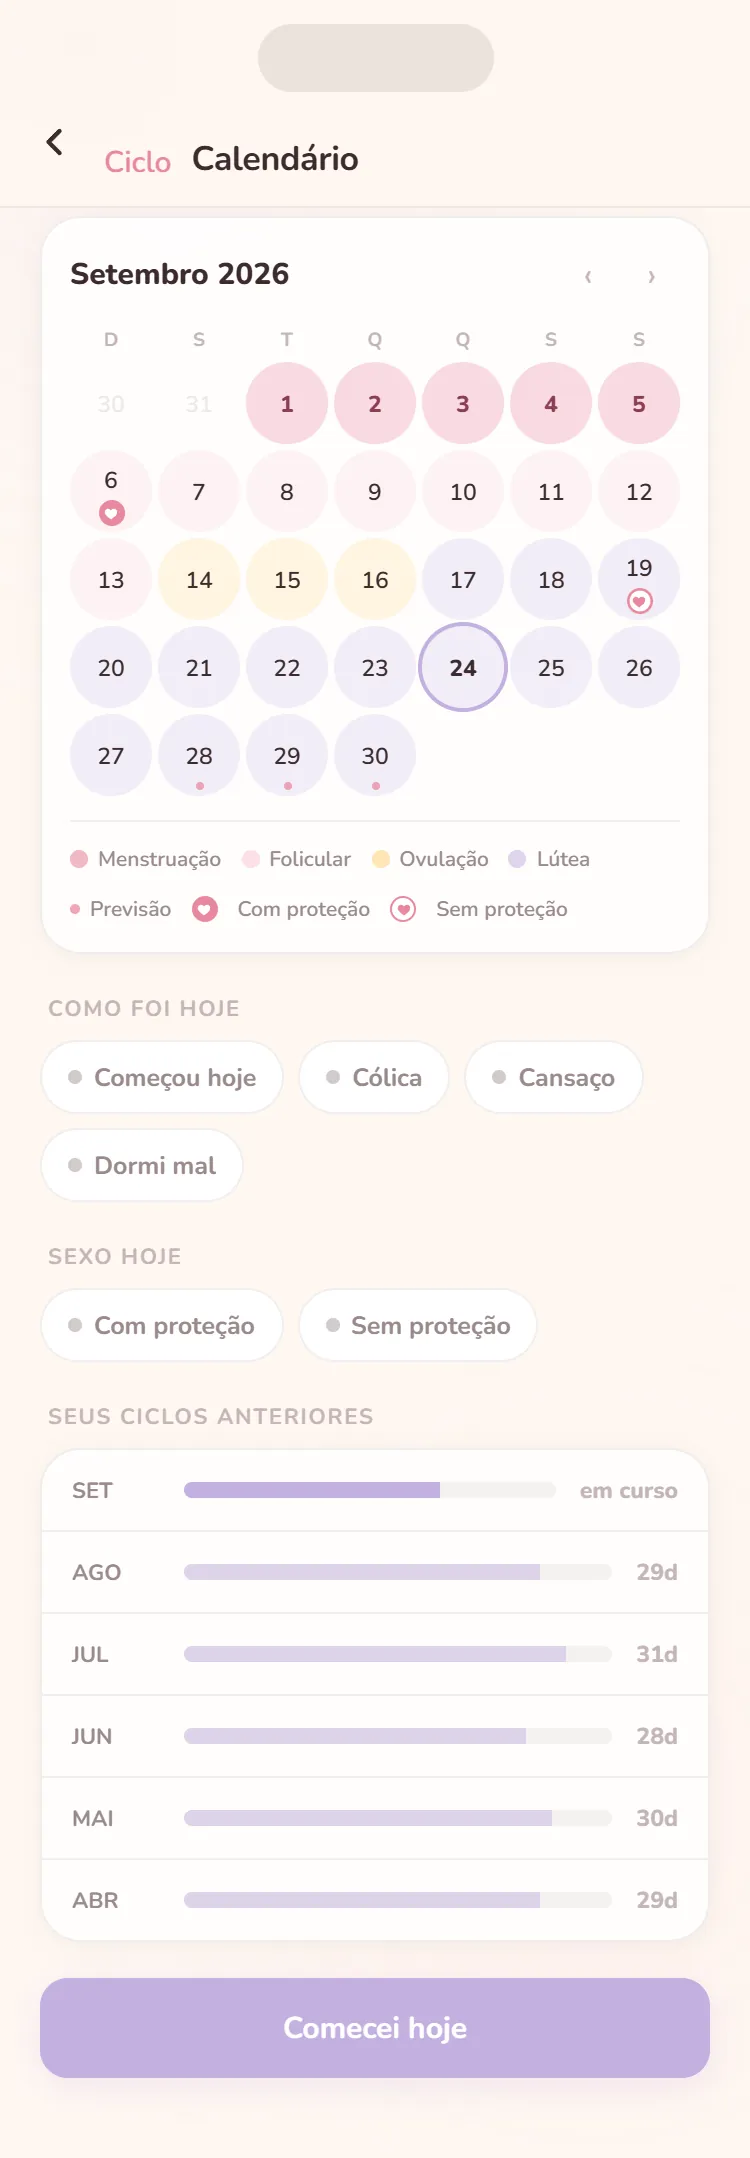 Ciclo Calendário
Setembro 2026 ‹ ›
D S T Q Q S S
30 31 1 2 3 4 5
6 7 8 9 10 11 12
13 14 15 16 17 18 19
20 21 22 23 24 25 26
27 28 29 30
Menstruação Folicular Ovulação Lútea
Previsão Com proteção Sem proteção
COMO FOI HOJE
Começou hoje Cólica Cansaço
Dormi mal
SEXO HOJE
Com proteção Sem proteção
SEUS CICLOS ANTERIORES
SET em curso
AGO 29d
JUL 31d
JUN 28d
MAI 30d
ABR 29d
Comecei hoje